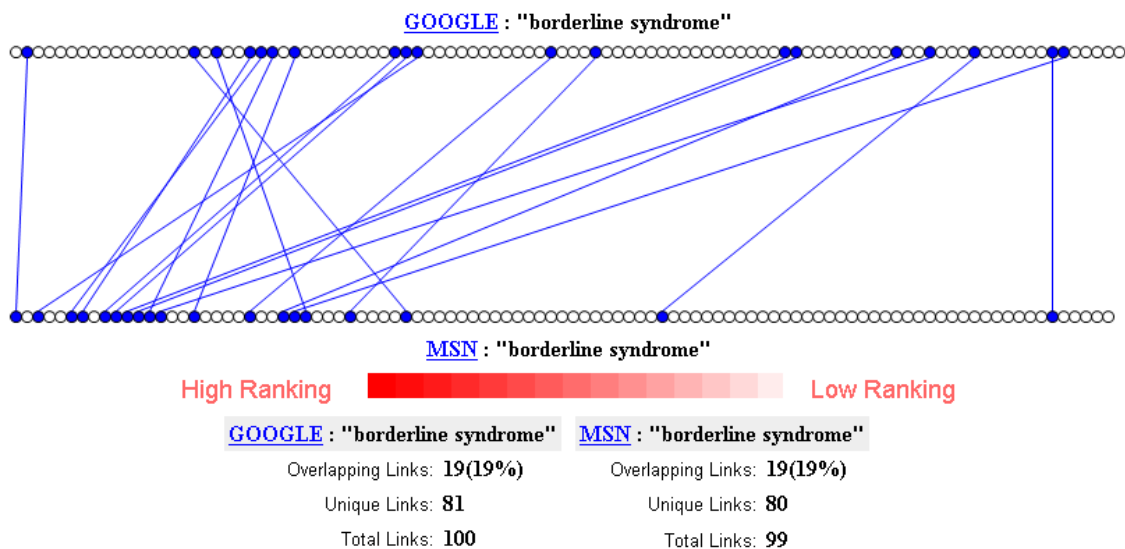 GOOGLE : "borderline syndrome"
MSN : "borderline syndrome"
High Ranking Low Ranking
GOOGLE : "borderline syndrome" MSN : "borderline syndrome"
Overlapping Links: 19(19%) Overlapping Links: 19(19%)
Unique Links: 81 Unique Links: 80
Total Links: 100 Total Links: 99